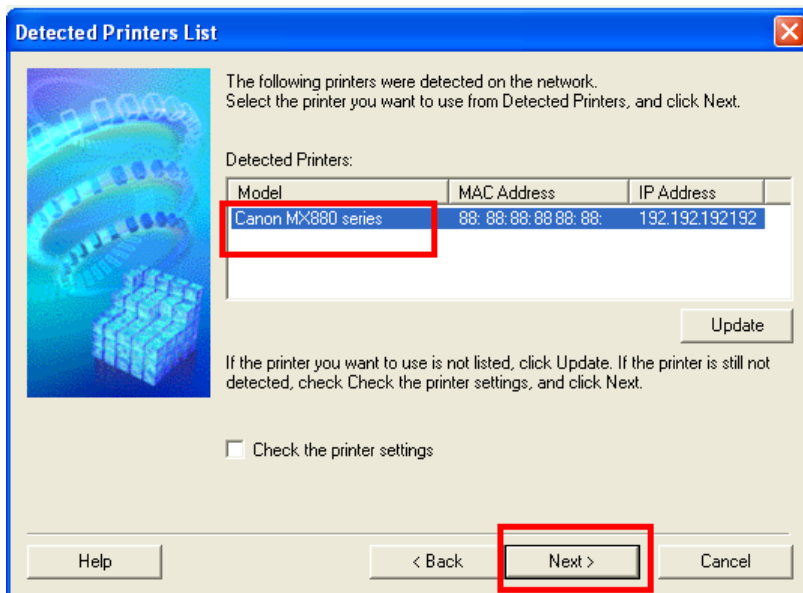 Detected Printers List
The following printers were detected on the network.
Select the printer you want to use from Detected Printers, and click Next.
Detected Printers:
Model MAC Address IP Address
Canon MX880 series 88: 88: 88: 88 88: 88: 192.192.192192
Update
If the printer you want to use is not listed, click Update. If the printer is still not
detected, check Check the printer settings, and click Next.
Check the printer settings
Help < Back Next > Cancel